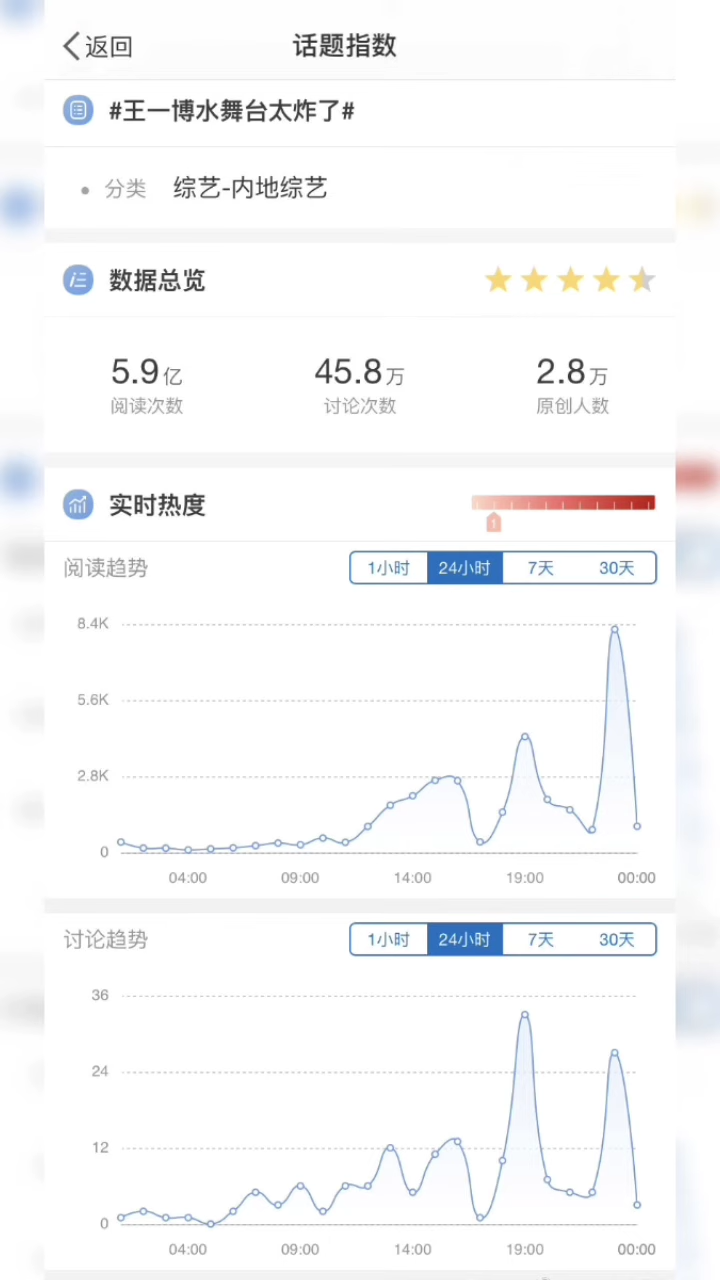 返回 话题指数
#王一博水舞台太炸了#
分类 综艺-内地综艺
数据总览
5.9亿 45.8万 2.8万
阅读次数 讨论次数 原创人数
实时热度
1
阅读趋势 1小时 24小时 7天 30天
8.4K
5.6K
2.8K
0
04:00 09:00 14:00 19:00 00:00
讨论趋势 1小时 24小时 7天 30天
36
24
12
0
04:00 09:00 14:00 19:00 00:00